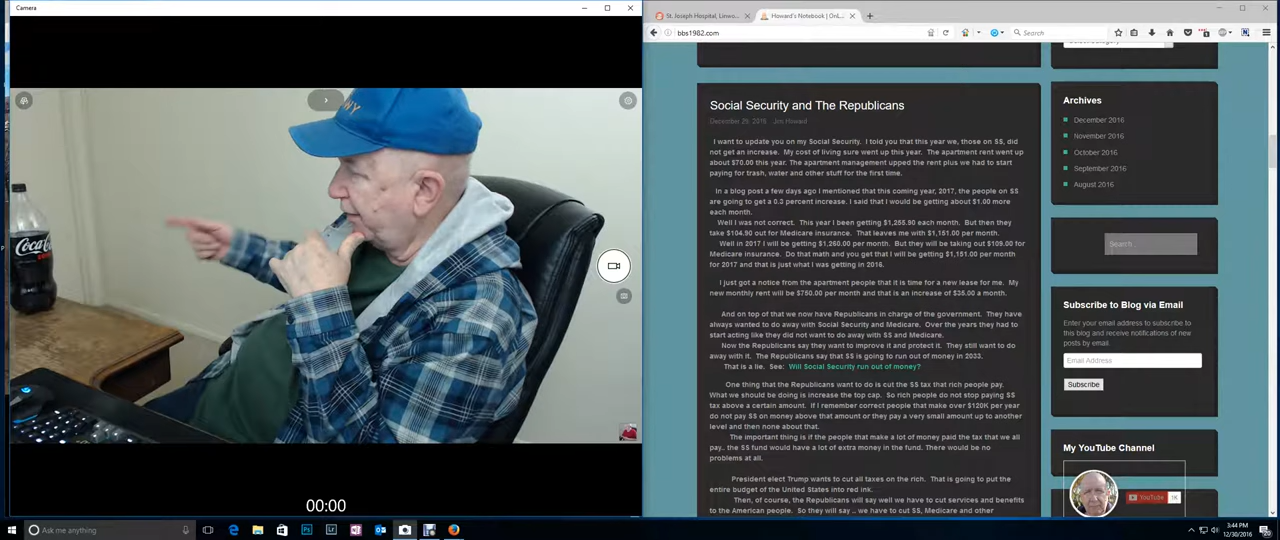 Camera
St. Joseph Hospital, Linwo...
Howard's Notebook | OnL...
bbs1982.com
Search
WY
Coca-Cola
00:00
Social Security and The Republicans
December 29, 2016 Jim Howard
I want to update you on my Social Security. I told you that this year we, those on SS, did
not get an increase. My cost of living sure went up this year. The apartment rent went up
about $70.00 this year. The apartment management upped the rent plus we had to start
paying for trash, water and other stuff for the first time.
In a blog post a few days ago I mentioned that this coming year, 2017, the people on SS
are going to get a 0.3 percent increase. I said that I would be getting about $1.00 more
each month.
Well I was not correct. This year I been getting $1,255.90 each month. But then they
take $104.90 out for Medicare insurance. That leaves me with $1,151.00 per month.
Well in 2017 I will be getting $1,260.00 per month. But they will be taking out $109.00 for
Medicare insurance. Do that math and you get that I will be getting $1,151.00 per month
for 2017 and that is just what I was getting in 2016.
I just got a notice from the apartment people that it is time for a new lease for me. My
new monthly rent will be $750.00 per month and that is an increase of $35.00 a month.
And on top of that we now have Republicans in charge of the government. They have
always wanted to do away with Social Security and Medicare. Over the years they had to
start acting like they did not want to do away with SS and Medicare.
Now the Republicans say they want to improve it and protect it. They still want to do
away with it. The Republicans say that SS is going to run out of money in 2033.
That is a lie. See: Will Social Security run out of money?
One thing that the Republicans want to do is cut the SS tax that rich people pay.
What we should be doing is increase the top cap. So rich people do not stop paying SS
tax above a certain amount. If I remember correct people that make over $120K per year
do not pay SS on money above that amount or they pay a very small amount up to another
level and then none about that.
The important thing is if the people that make a lot of money paid the tax that we all
pay.. the SS fund would have a lot of extra money in the fund. There would be no
problems at all.
President elect Trump wants to cut all taxes on the rich. That is going to put the
entire budget of the United States into red ink.
Then, of course, the Republicans will say well we have to cut services and benefits
to the American people. So they will say .. we have to cut SS, Medicare and other
Archives
December 2016
November 2016
October 2016
September 2016
August 2016
Search
Subscribe to Blog via Email
Enter your email address to subscribe to
this blog and receive notifications of new
posts by email.
Email Address
Subscribe
My YouTube Channel
YouTube 1K
Ask me anything
3:44 PM
12/30/2016